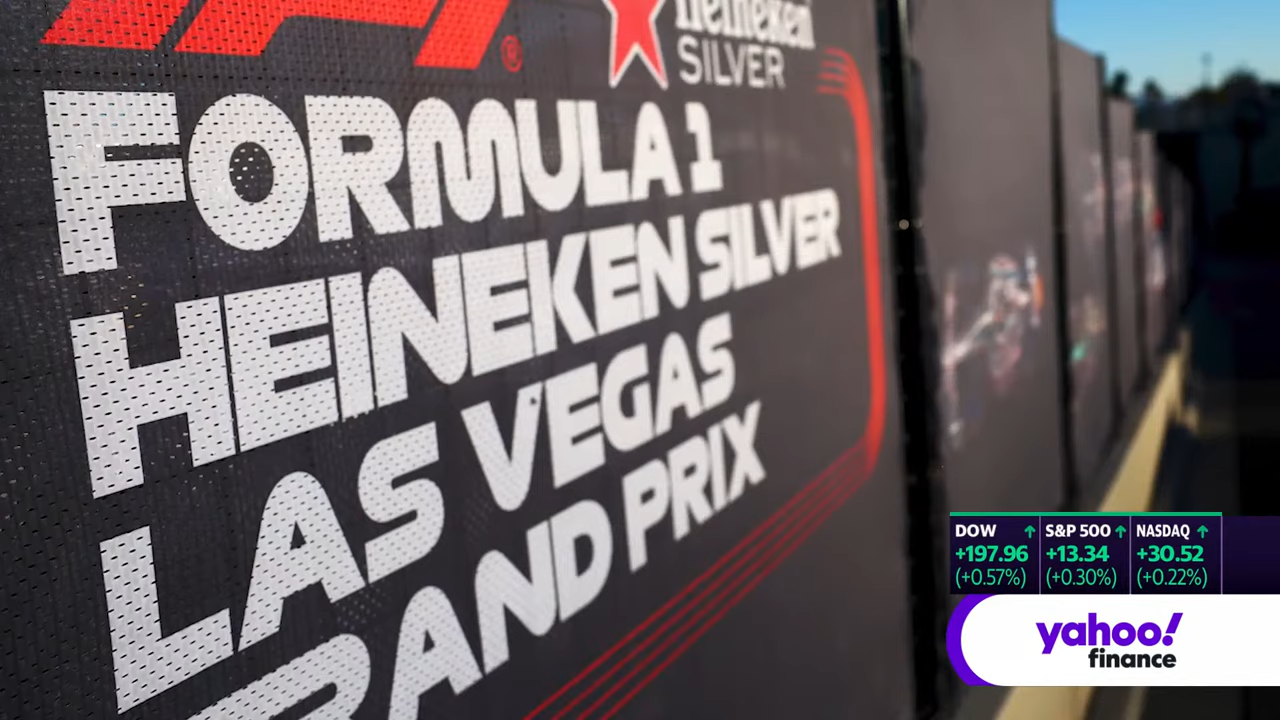 Heineken
SILVER
FORMULA 1
HEINEKEN SILVER
LAS VEGAS
GRAND PRIX
DOW
+197.96
(+0.57%)
S&P 500
+13.34
(+0.30%)
NASDAQ
+30.52
(+0.22%)
yahoo!
finance